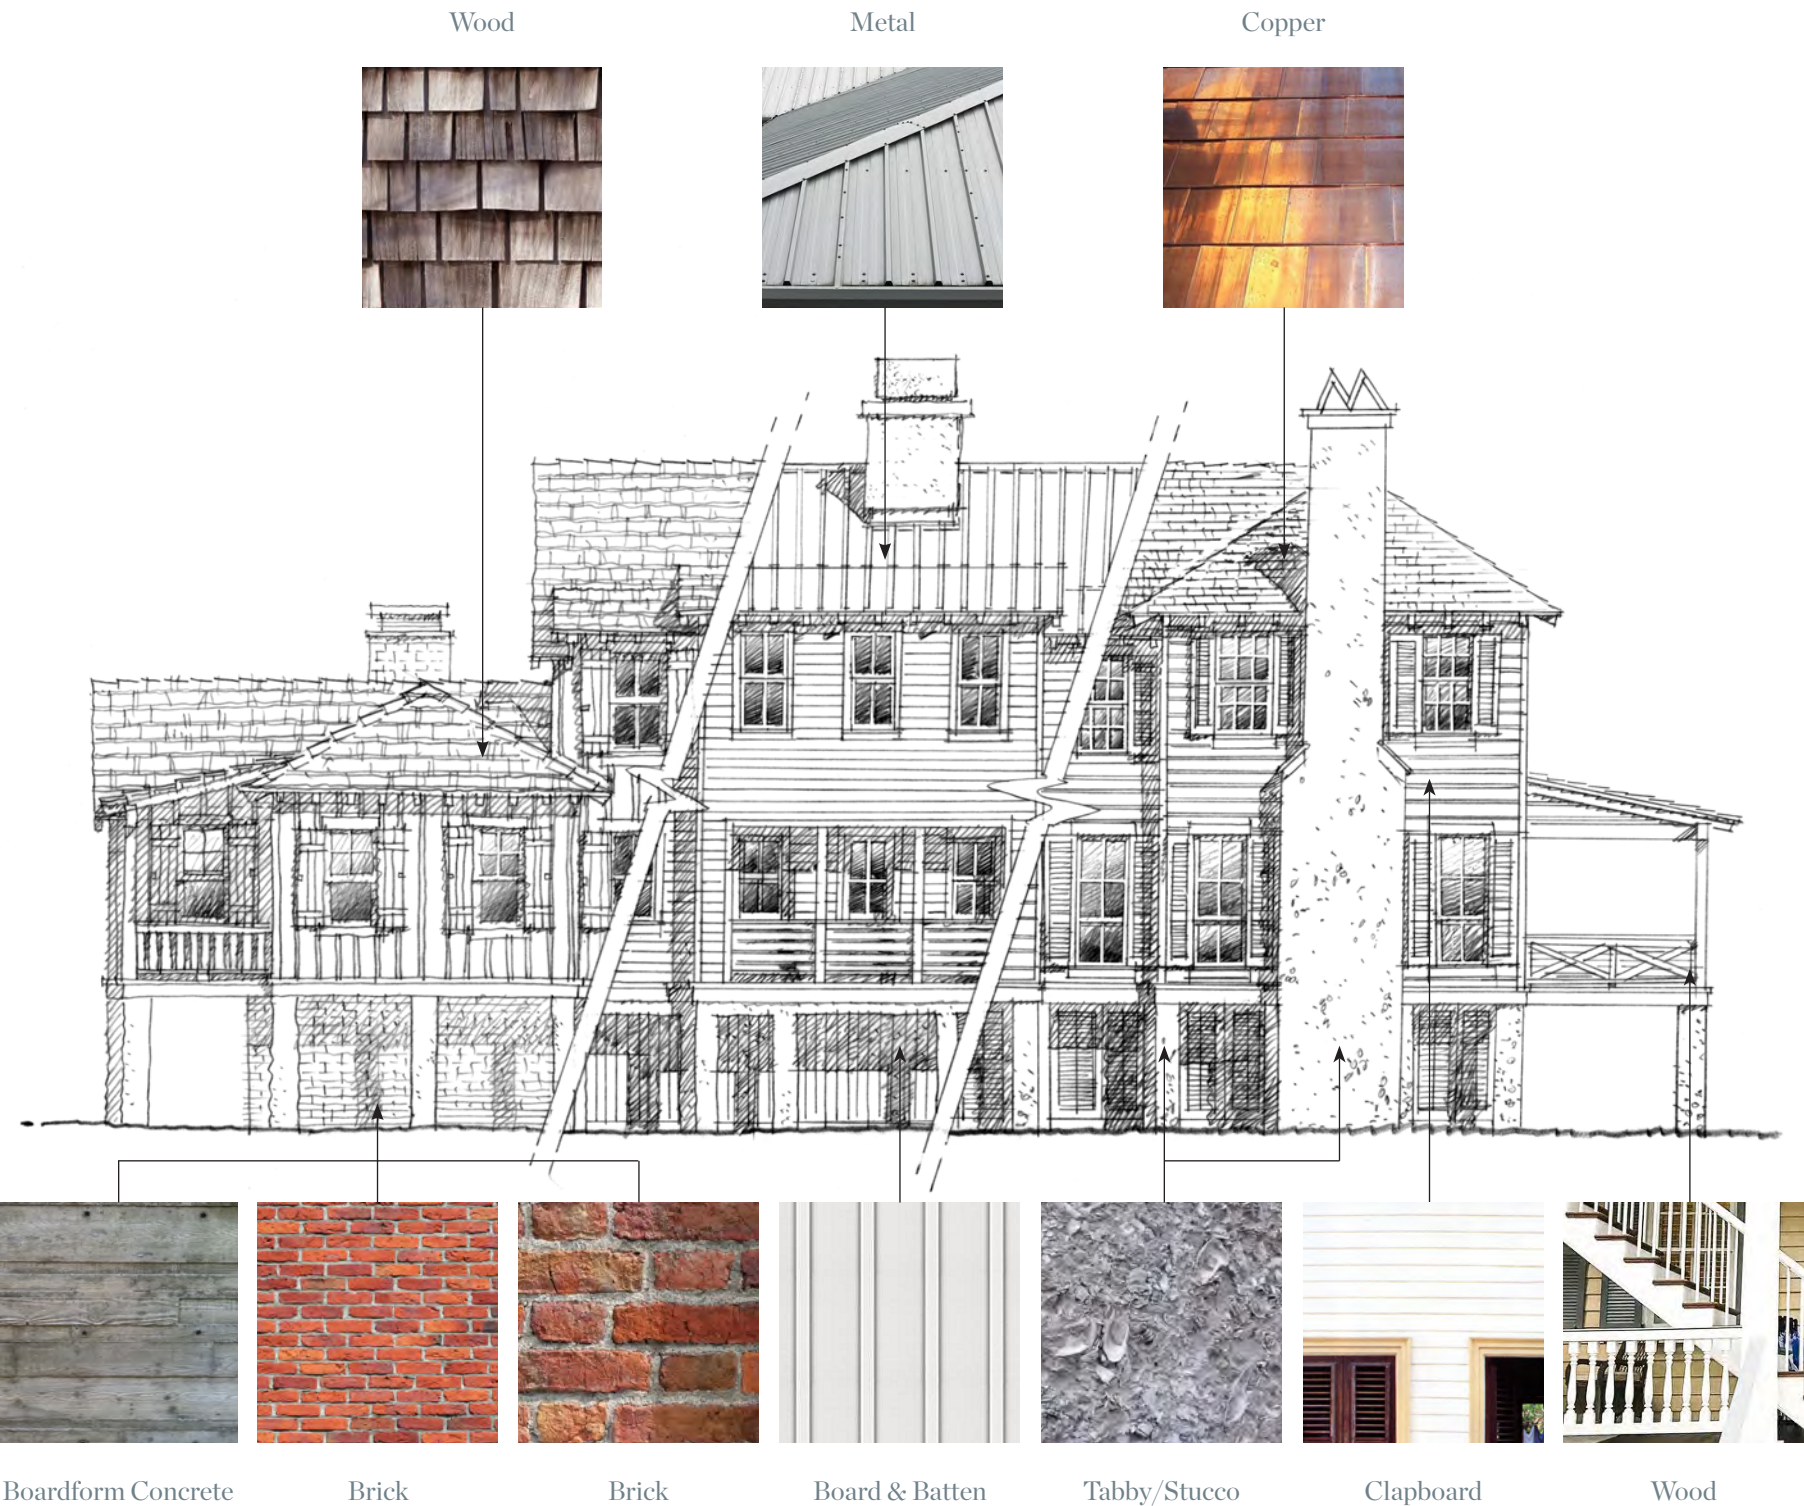 Wood
Metal
Copper
Boardform Concrete
Brick
Brick
Board & Batten
Tabby/Stucco
Clapboard
Wood